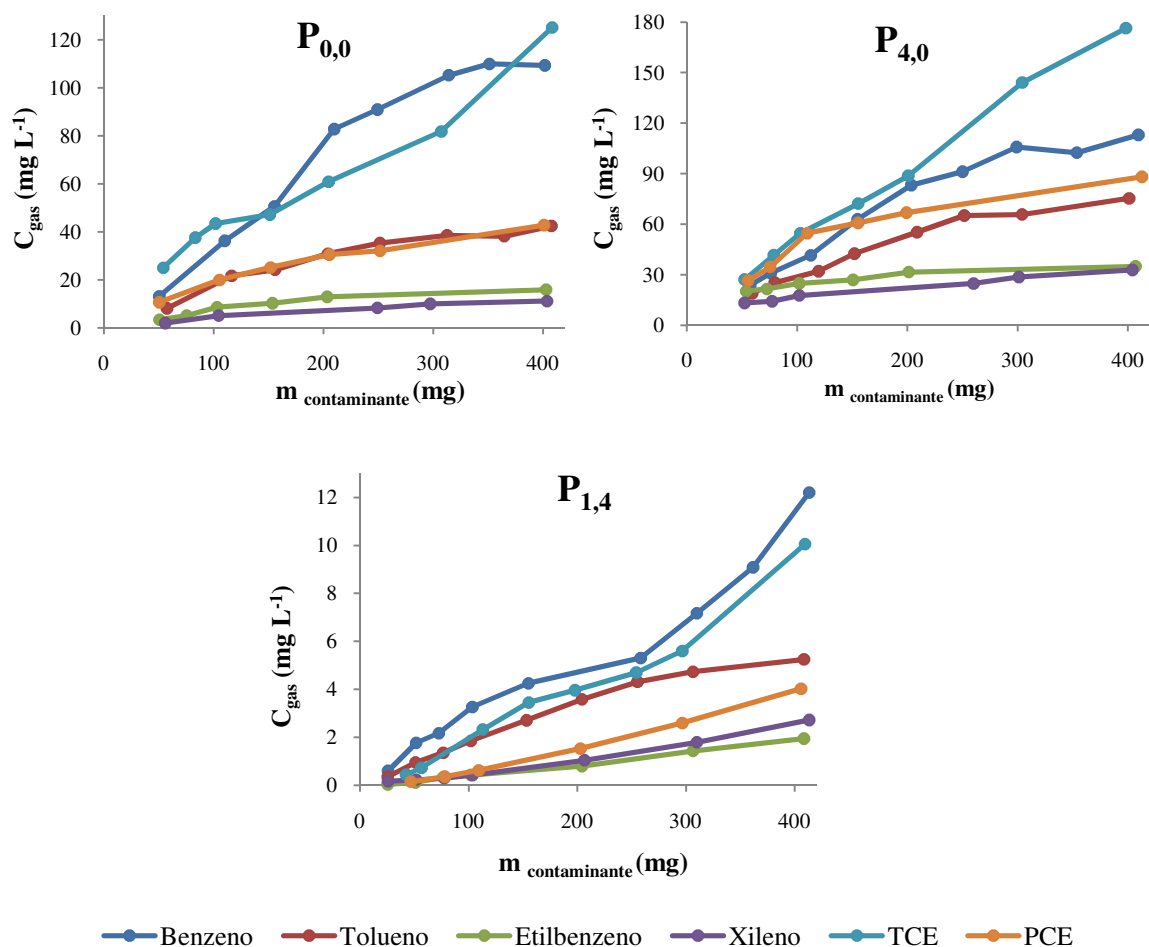 P0,0
120
100
80
60
40
20
0
C gas (mg L-1)
0 100 200 300 400
m contaminante (mg)
P4,0
180
150
120
90
60
30
0
C gas (mg L-1)
0 100 200 300 400
m contaminante (mg)
P1,4
12
10
8
6
4
2
0
C gas (mg L-1)
0 100 200 300 400
m contaminante (mg)
Benzeno Tolueno Etilbenzeno Xileno TCE PCE